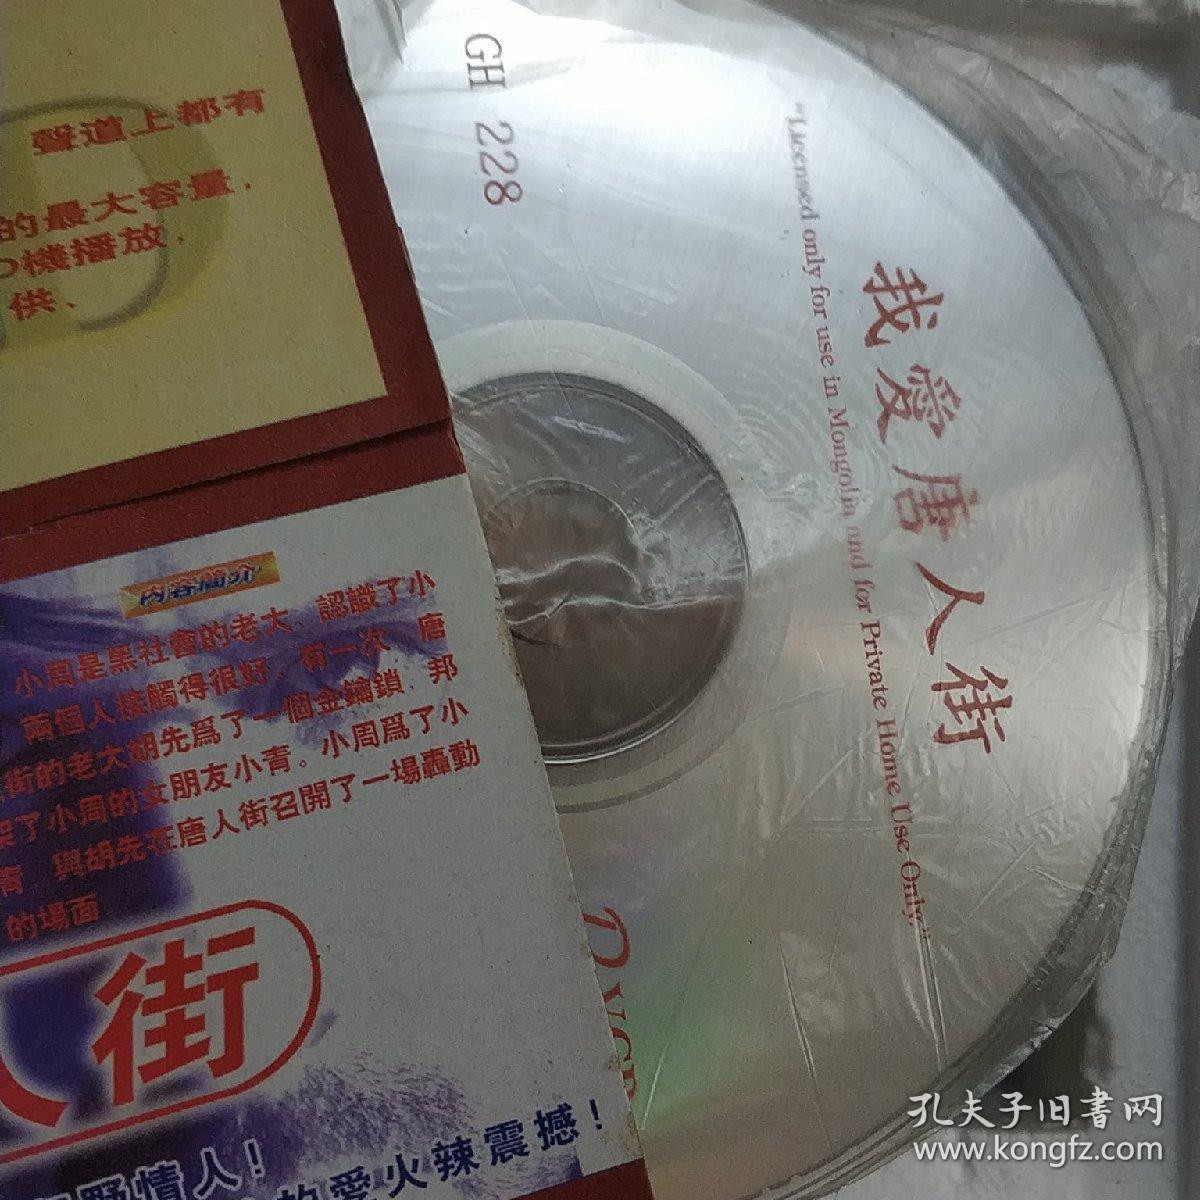 聲道上都有
的最大容量，
機播放．
供、
內容簡介
小周是黑社會的老大，認識了小
兩個人接觸得很好，有一次 唐
街的老大胡先爲了一個金鑰鎖，邦
架了小周的女朋友小青。小周爲了小
青 與胡先在唐人街召開了一場轟動
的場面
人街
野情人！
的愛火辣震撼！
GH 228
我愛唐人街
"Licensed only for use in Mongolia and for Private Home Use Only."
DVCD
孔夫子旧書网
www.kongfz.com